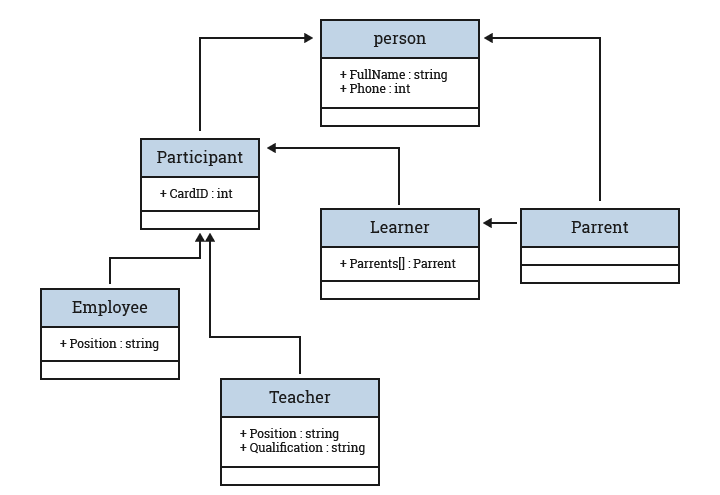 person
+ FullName : string
+ Phone : int
Participant
+ CardID : int
Learner
+ Parrents[] : Parrent
Parrent
Employee
+ Position : string
Teacher
+ Position : string
+ Qualification : string